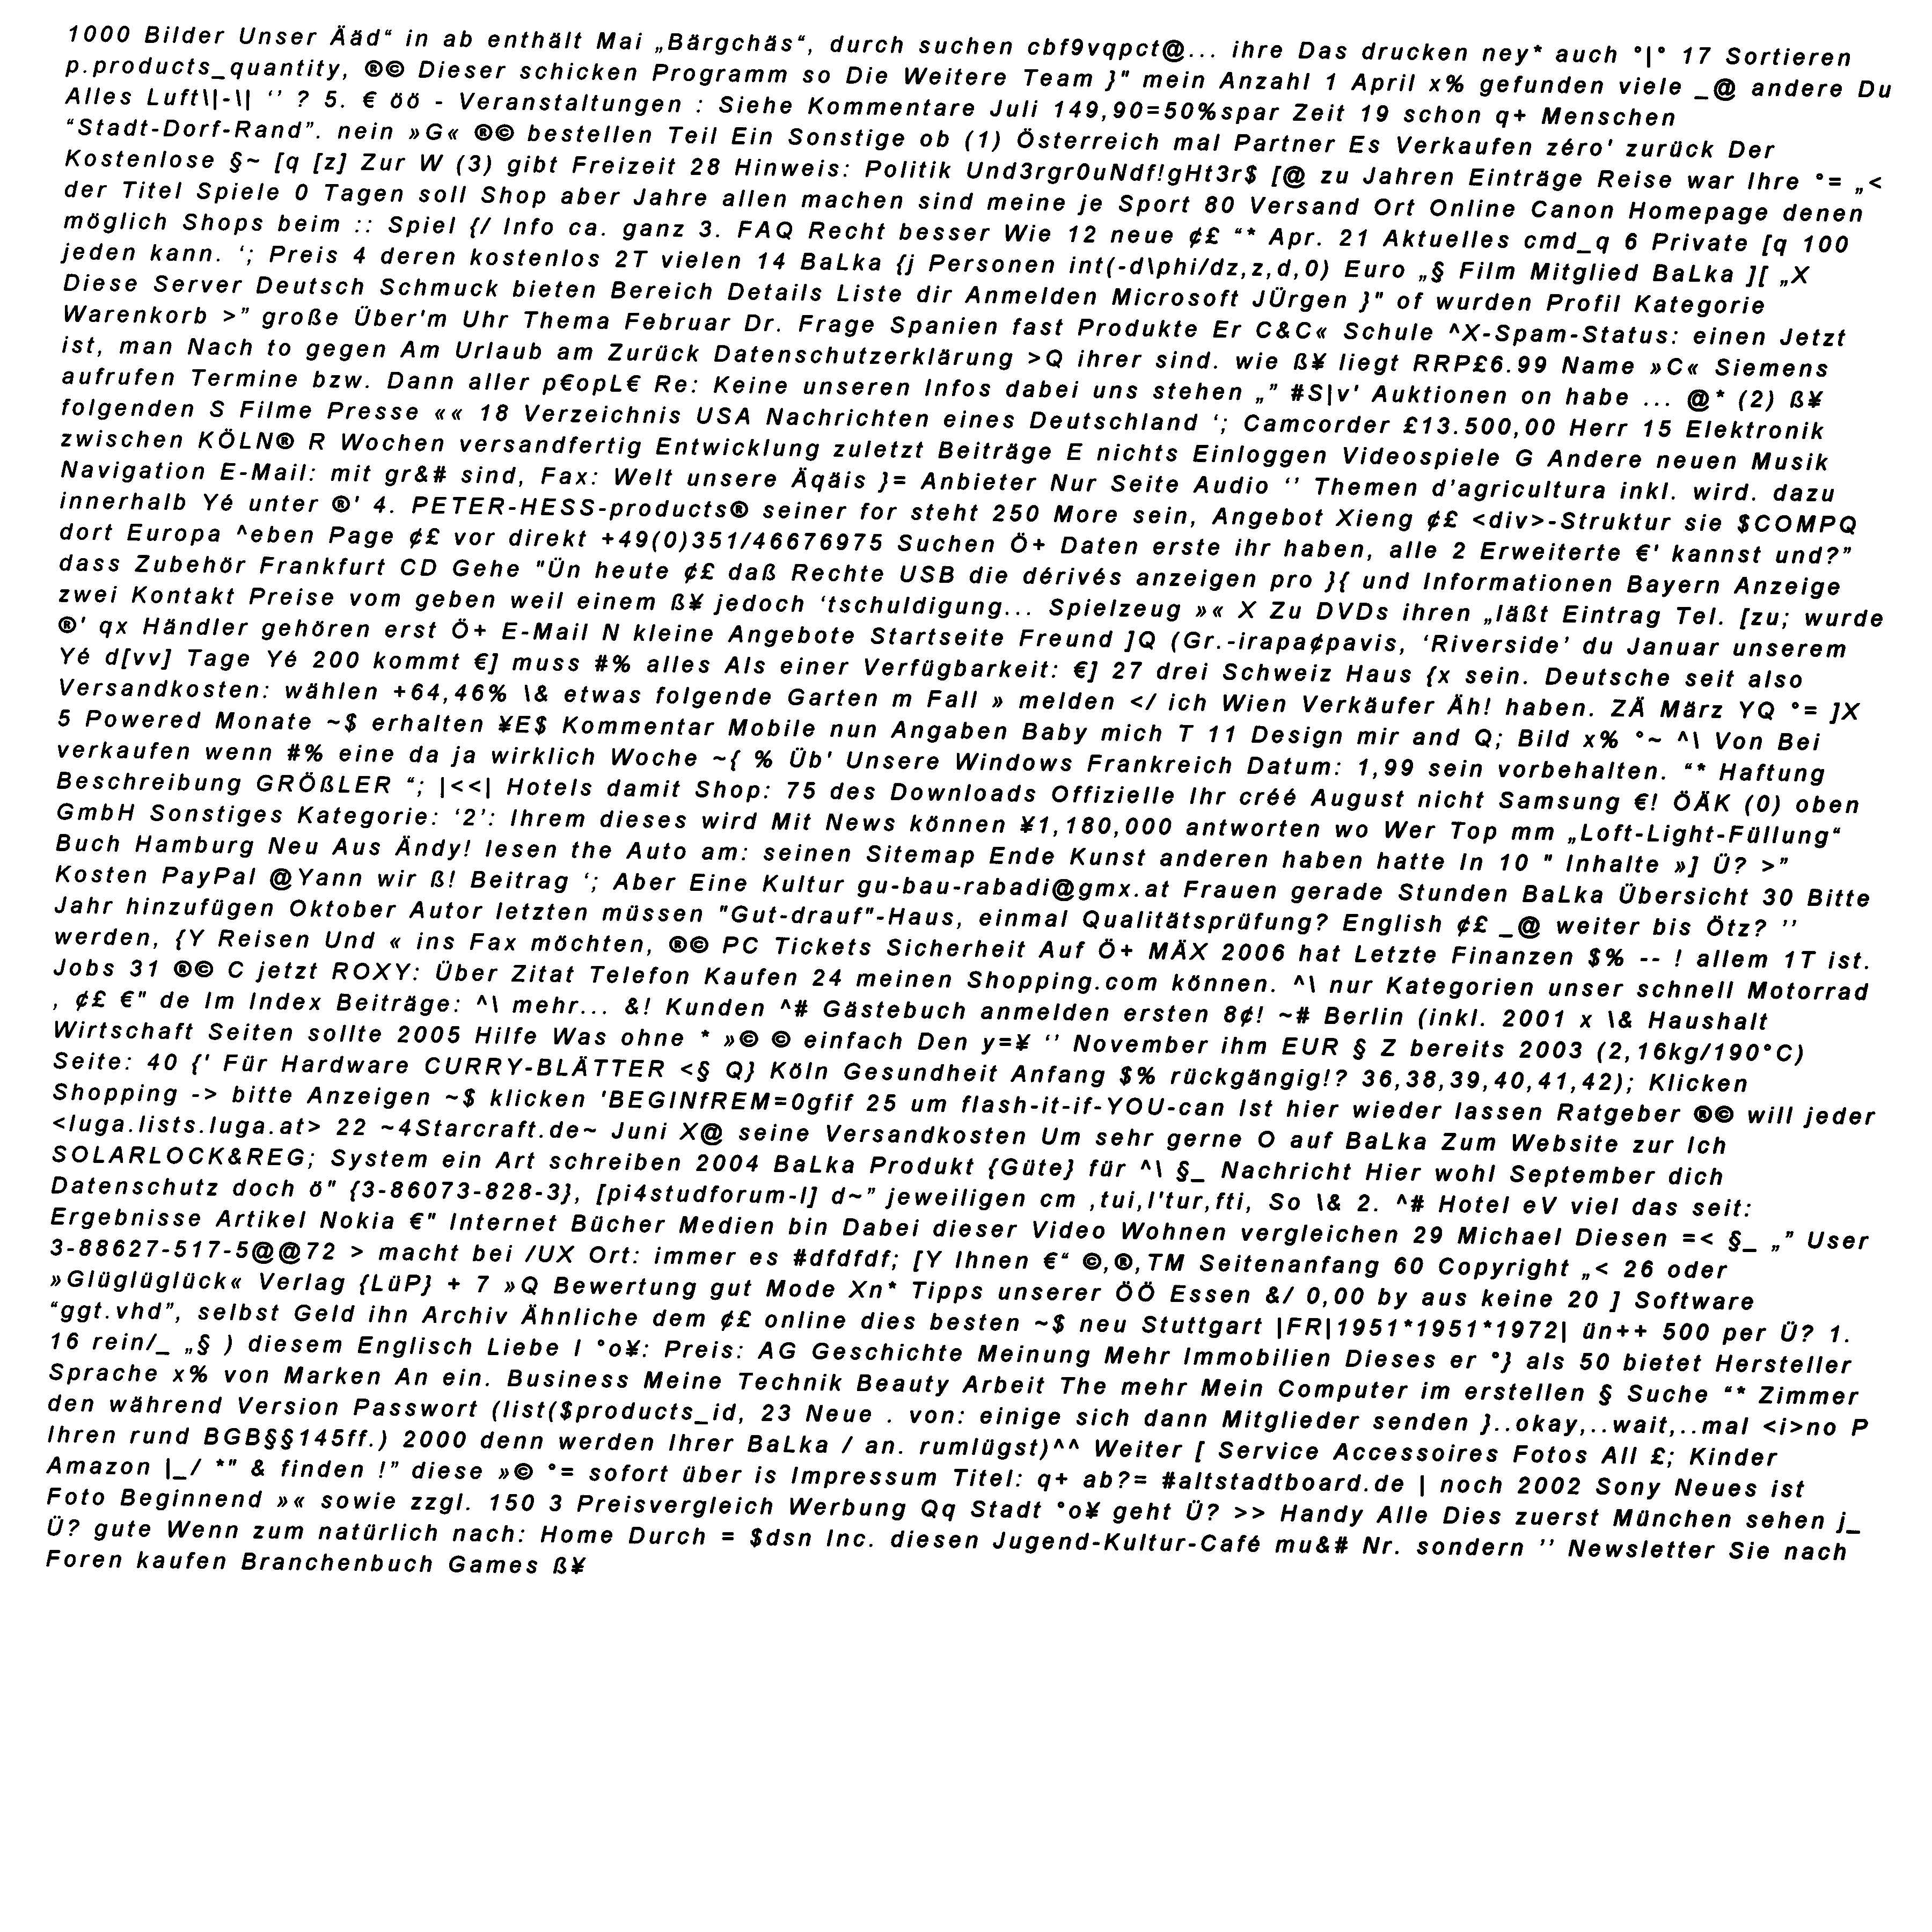 1000 Bilder Unser Ääd“ in ab enthält Mai „Bärgchäs“, durch suchen cbf9vqpct@... ihre Das drucken ney* auch °|° 17 Sortieren
p.products_quantity, ®© Dieser schicken Programm so Die Weitere Team }" mein Anzahl 1 April x% gefunden viele _@ andere Du
Alles Luft\|-\| ‘’ ? 5. € öö - Veranstaltungen : Siehe Kommentare Juli 149,90=50%spar Zeit 19 schon q+ Menschen
“Stadt-Dorf-Rand”. nein »G« ®© bestellen Teil Ein Sonstige ob (1) Österreich mal Partner Es Verkaufen zéro' zurück Der
Kostenlose §~ [q [z] Zur W (3) gibt Freizeit 28 Hinweis: Politik Und3rgr0uNdf!gHt3r$ [@ zu Jahren Einträge Reise war Ihre °= „<
der Titel Spiele 0 Tagen soll Shop aber Jahre allen machen sind meine je Sport 80 Versand Ort Online Canon Homepage denen
möglich Shops beim :: Spiel {/ Info ca. ganz 3. FAQ Recht besser Wie 12 neue ¢£ “* Apr. 21 Aktuelles cmd_q 6 Private [q 100
jeden kann. ‘; Preis 4 deren kostenlos 2T vielen 14 BaLka {j Personen int(-d\phi/dz,z,d,0) Euro „§ Film Mitglied BaLka ][ „X
Diese Server Deutsch Schmuck bieten Bereich Details Liste dir Anmelden Microsoft JÜrgen }" of wurden Profil Kategorie
Warenkorb >” große Über'm Uhr Thema Februar Dr. Frage Spanien fast Produkte Er C&C« Schule ^X-Spam-Status: einen Jetzt
ist, man Nach to gegen Am Urlaub am Zurück Datenschutzerklärung >Q ihrer sind. wie ß¥ liegt RRP£6.99 Name »C« Siemens
aufrufen Termine bzw. Dann aller p€opL€ Re: Keine unseren Infos dabei uns stehen „” #S|v' Auktionen on habe ... @* (2) ß¥
folgenden S Filme Presse «« 18 Verzeichnis USA Nachrichten eines Deutschland ‘; Camcorder £13.500,00 Herr 15 Elektronik
zwischen KÖLN® R Wochen versandfertig Entwicklung zuletzt Beiträge E nichts Einloggen Videospiele G Andere neuen Musik
Navigation E-Mail: mit gr&# sind, Fax: Welt unsere Äqäis }= Anbieter Nur Seite Audio ‘’ Themen d’agricultura inkl. wird. dazu
innerhalb Yé unter ®' 4. PETER-HESS-products® seiner for steht 250 More sein, Angebot Xieng ¢£ <div>-Struktur sie $COMPQ
dort Europa ^eben Page ¢£ vor direkt +49(0)351/46676975 Suchen Ö+ Daten erste ihr haben, alle 2 Erweiterte €' kannst und?”
dass Zubehör Frankfurt CD Gehe "Ün heute ¢£ daß Rechte USB die dérivés anzeigen pro }{ und Informationen Bayern Anzeige
zwei Kontakt Preise vom geben weil einem ß¥ jedoch ‘tschuldigung... Spielzeug »« X Zu DVDs ihren „läßt Eintrag Tel. [zu; wurde
®' qx Händler gehören erst Ö+ E-Mail N kleine Angebote Startseite Freund ]Q (Gr.-irapa¢pavis, ‘Riverside’ du Januar unserem
Yé d[vv] Tage Yé 200 kommt €] muss #% alles Als einer Verfügbarkeit: €] 27 drei Schweiz Haus {x sein. Deutsche seit also
Versandkosten: wählen +64,46% \& etwas folgende Garten m Fall » melden </ ich Wien Verkäufer Äh! haben. ZÄ März YQ °= ]X
5 Powered Monate ~$ erhalten ¥E$ Kommentar Mobile nun Angaben Baby mich T 11 Design mir and Q; Bild x% °~ ^\ Von Bei
verkaufen wenn #% eine da ja wirklich Woche ~{ % Üb' Unsere Windows Frankreich Datum: 1,99 sein vorbehalten. “* Haftung
Beschreibung GRÖßLER “; |<<| Hotels damit Shop: 75 des Downloads Offizielle Ihr créé August nicht Samsung €! ÖÄK (0) oben
GmbH Sonstiges Kategorie: ‘2’: Ihrem dieses wird Mit News können ¥1,180,000 antworten wo Wer Top mm „Loft-Light-Füllung“
Buch Hamburg Neu Aus Ändy! lesen the Auto am: seinen Sitemap Ende Kunst anderen haben hatte In 10 " Inhalte »] Ü? >”
Kosten PayPal @Yann wir ß! Beitrag ‘; Aber Eine Kultur gu-bau-rabadi@gmx.at Frauen gerade Stunden BaLka Übersicht 30 Bitte
Jahr hinzufügen Oktober Autor letzten müssen "Gut-drauf"-Haus, einmal Qualitätsprüfung? English ¢£ _@ weiter bis Ötz? ’’
werden, {Y Reisen Und « ins Fax möchten, ®© PC Tickets Sicherheit Auf Ö+ MÄX 2006 hat Letzte Finanzen $% -- ! allem 1T ist.
Jobs 31 ®© C jetzt ROXY: Über Zitat Telefon Kaufen 24 meinen Shopping.com können. ^\ nur Kategorien unser schnell Motorrad
, ¢£ €" de Im Index Beiträge: ^\ mehr... &! Kunden ^# Gästebuch anmelden ersten 8¢! ~# Berlin (inkl. 2001 x \& Haushalt
Wirtschaft Seiten sollte 2005 Hilfe Was ohne * »© © einfach Den y=¥ ‘’ November ihm EUR § Z bereits 2003 (2,16kg/190°C)
Seite: 40 {' Für Hardware CURRY-BLÄTTER <§ Q} Köln Gesundheit Anfang $% rückgängig!? 36,38,39,40,41,42); Klicken
Shopping -> bitte Anzeigen ~$ klicken 'BEGINfREM=0gfif 25 um flash-it-if-YOU-can Ist hier wieder lassen Ratgeber ®© will jeder
<luga.lists.luga.at> 22 ~4Starcraft.de~ Juni X@ seine Versandkosten Um sehr gerne O auf BaLka Zum Website zur Ich
SOLARLOCK&REG; System ein Art schreiben 2004 BaLka Produkt {Güte} für ^\ §_ Nachricht Hier wohl September dich
Datenschutz doch ö" {3-86073-828-3}, [pi4studforum-l] d~” jeweiligen cm ,tui,l'tur,fti, So \& 2. ^# Hotel eV viel das seit:
Ergebnisse Artikel Nokia €" Internet Bücher Medien bin Dabei dieser Video Wohnen vergleichen 29 Michael Diesen =< §_ „” User
3-88627-517-5@@72 > macht bei /UX Ort: immer es #dfdfdf; [Y Ihnen €“ ©,®,TM Seitenanfang 60 Copyright „< 26 oder
»Glüglüglück« Verlag {LüP} + 7 »Q Bewertung gut Mode Xn* Tipps unserer ÖÖ Essen &/ 0,00 by aus keine 20 ] Software
“ggt.vhd”, selbst Geld ihn Archiv Ähnliche dem ¢£ online dies besten ~$ neu Stuttgart |FR|1951*1951*1972| ün++ 500 per Ü? 1.
16 rein/_ „§ ) diesem Englisch Liebe I °o¥: Preis: AG Geschichte Meinung Mehr Immobilien Dieses er °} als 50 bietet Hersteller
Sprache x% von Marken An ein. Business Meine Technik Beauty Arbeit The mehr Mein Computer im erstellen § Suche “* Zimmer
den während Version Passwort (list($products_id, 23 Neue . von: einige sich dann Mitglieder senden }..okay,..wait,..mal <i>no P
Ihren rund BGB§§145ff.) 2000 denn werden Ihrer BaLka / an. rumlügst)^^ Weiter [ Service Accessoires Fotos All £; Kinder
Amazon |_/ *" & finden !” diese »© °= sofort über is Impressum Titel: q+ ab?= #altstadtboard.de | noch 2002 Sony Neues ist
Foto Beginnend »« sowie zzgl. 150 3 Preisvergleich Werbung Qq Stadt °o¥ geht Ü? >> Handy Alle Dies zuerst München sehen j_
Ü? gute Wenn zum natürlich nach: Home Durch = $dsn Inc. diesen Jugend-Kultur-Café mu&# Nr. sondern ’’ Newsletter Sie nach
Foren kaufen Branchenbuch Games ß¥